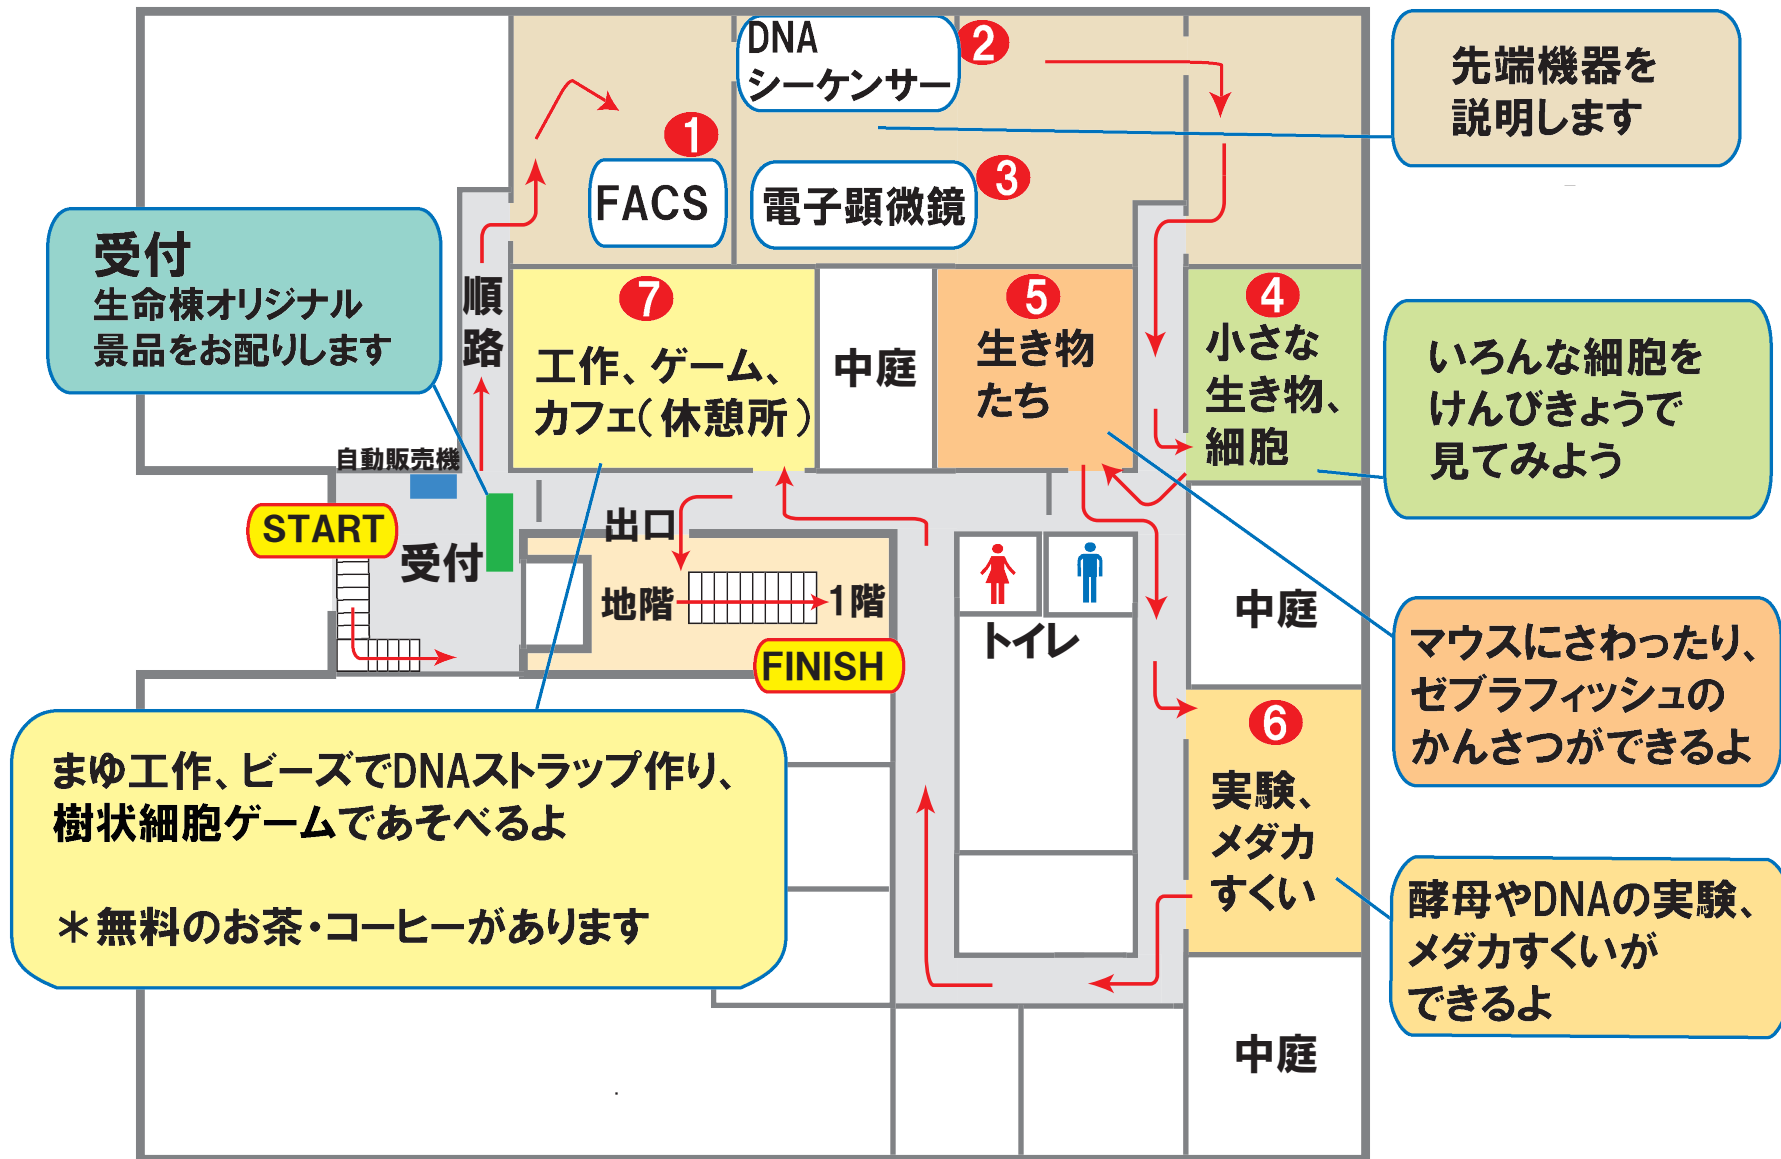 DNA
シーケンサー
2
先端機器を
説明します
1
FACS
電子顕微鏡
3
受付
生命棟オリジナル
景品をお配りします
順
路
7
工作、ゲーム、
カフェ(休憩所)
中庭
5
生き物
たち
4
小さな
生き物、
細胞
いろんな細胞を
けんびきょうで
見てみよう
自動販売機
START
受付
出口
地階
1階
FINISH
トイレ
中庭
マウスにさわったり、
ゼブラフィッシュの
かんさつができるよ
6
実験、
メダカ
すくい
まゆ工作、ビーズでDNAストラップ作り、
樹状細胞ゲームであそべるよ
＊無料のお茶・コーヒーがあります
酵母やDNAの実験、
メダカすくいが
できるよ
中庭